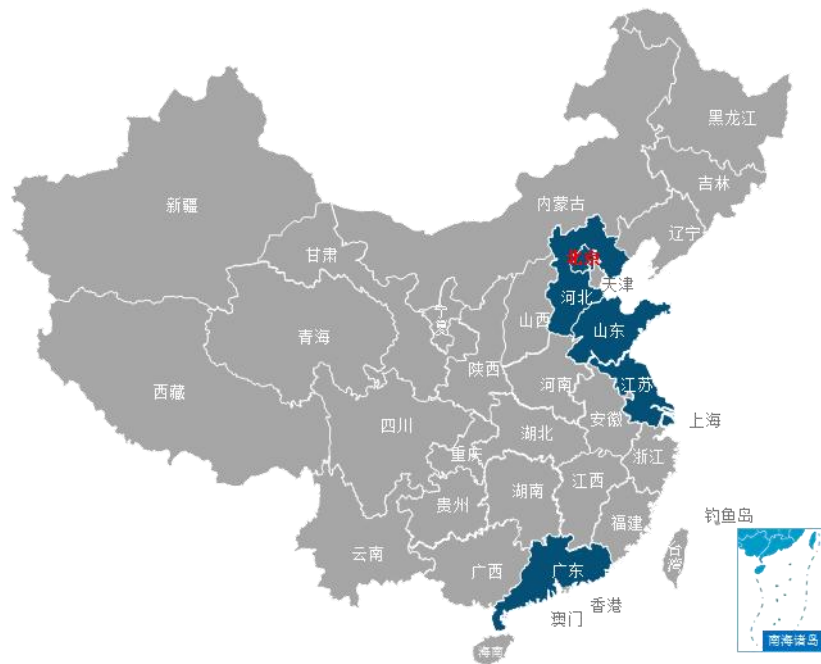 黑龙江
吉林
辽宁
内蒙古
新疆
甘肃
北京
天津
河北
宁夏
山西
山东
青海
陕西
西藏
河南
江苏
四川
安徽
上海
湖北
重庆
浙江
江西
湖南
贵州
福建
钓鱼岛
云南
台湾
广西
广东
香港
澳门
南海诸岛
海南